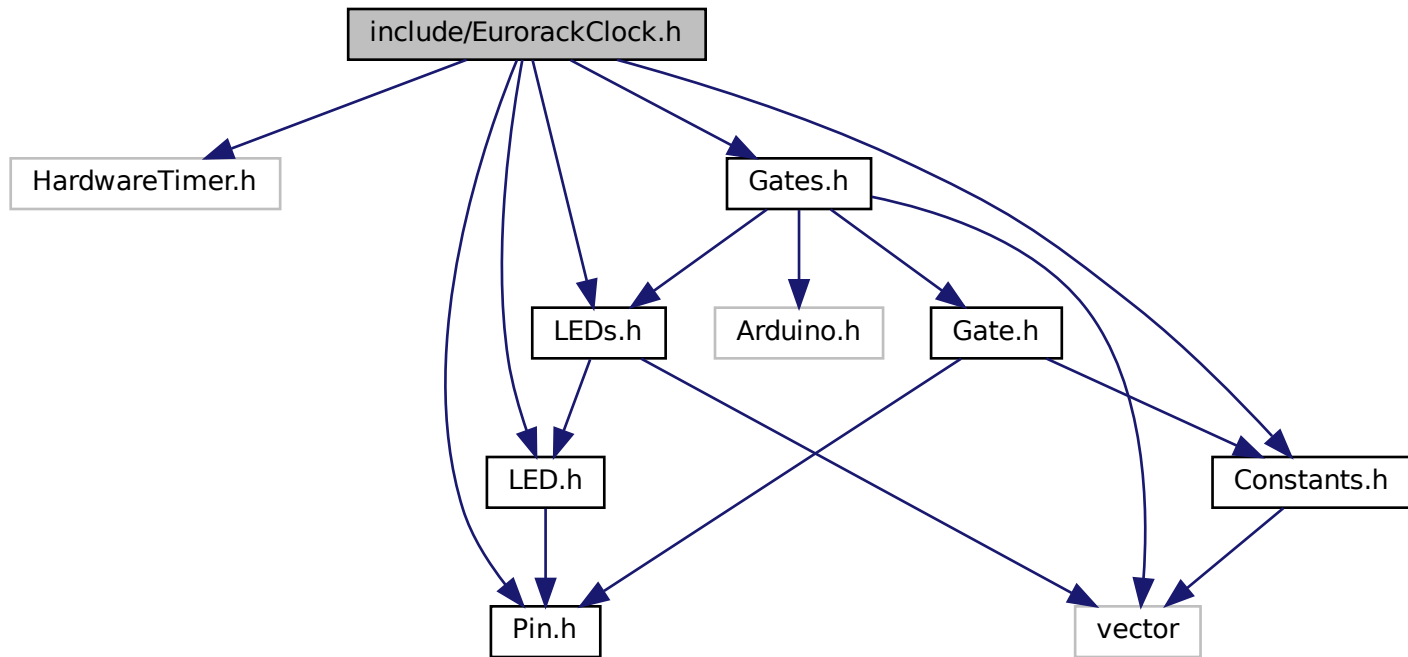 include/EurorackClock.h
HardwareTimer.h
Gates.h
LEDs.h
Arduino.h
Gate.h
LED.h
Constants.h
Pin.h
vector